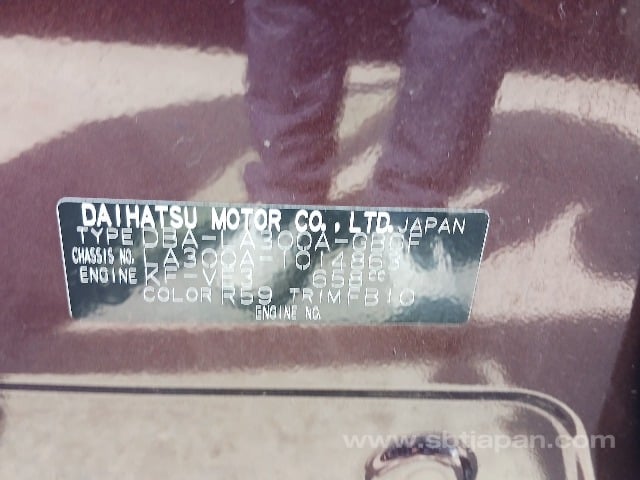 DAIHATSU MOTOR CO., LTD. JAPAN
TYPE DBA-LA300A-GBGF
CHASSIS NO. LA300A-1014863
ENGINE KF-VE3 658cc
COLOR R59 TRIM FB10
ENGINE NO.
www.sbtjapan.com